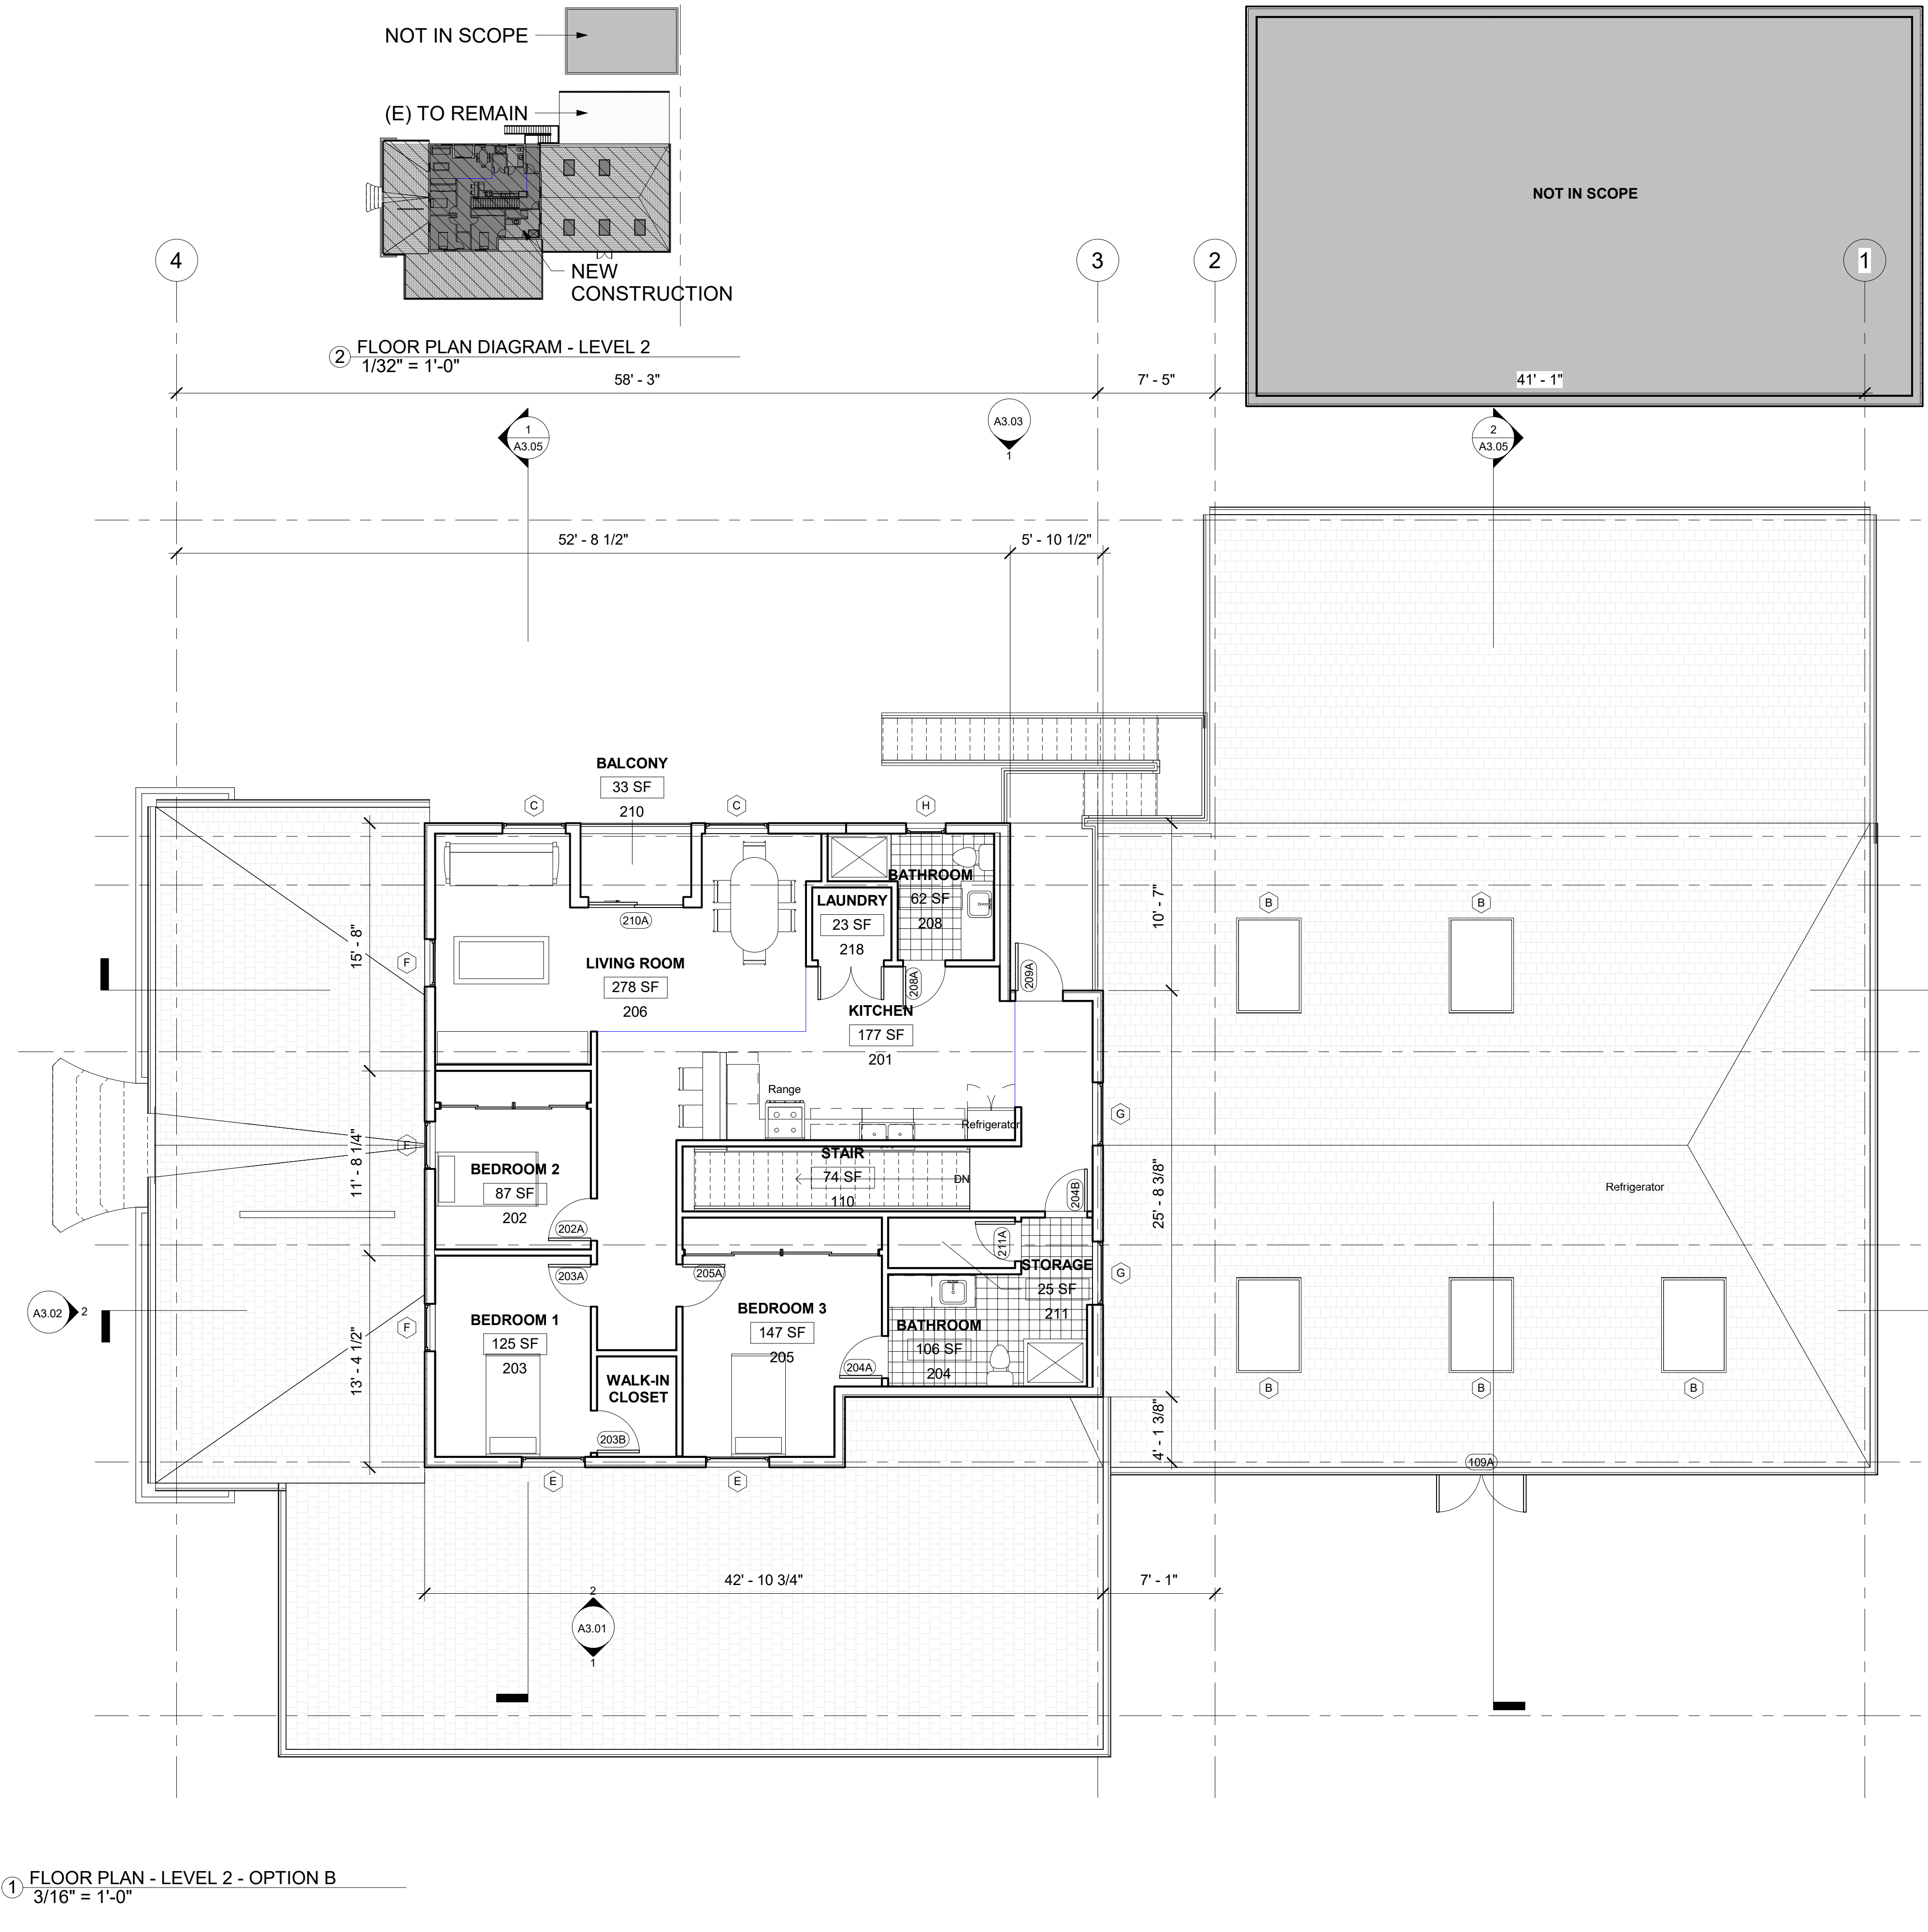 NOT IN SCOPE
(E) TO REMAIN
NEW
CONSTRUCTION
2 FLOOR PLAN DIAGRAM - LEVEL 2
1/32" = 1'-0"
NOT IN SCOPE
4
3
2
1
58' - 3"
7' - 5"
41' - 1"
1
A3.05
A3.03
1
2
A3.05
52' - 8 1/2"
5' - 10 1/2"
BALCONY
33 SF
210
C
C
H
BATHROOM
62 SF
208
LAUNDRY
23 SF
218
210A
10' - 7"
B
B
15' - 8"
F
LIVING ROOM
278 SF
206
208A
209A
KITCHEN
177 SF
201
Range
Refrigerator
G
F
11' - 8 1/4"
BEDROOM 2
87 SF
202
202A
STAIR
74 SF
110
DN
204B
25' - 8 3/8"
Refrigerator
211A
STORAGE
25 SF
211
G
203A
205A
A3.02
2
F
13' - 4 1/2"
BEDROOM 1
125 SF
203
BEDROOM 3
147 SF
205
BATHROOM
106 SF
204
204A
WALK-IN
CLOSET
203B
B
B
B
4' - 1 3/8"
109A
E
E
42' - 10 3/4"
7' - 1"
2
A3.01
1
1 FLOOR PLAN - LEVEL 2 - OPTION B
3/16" = 1'-0"